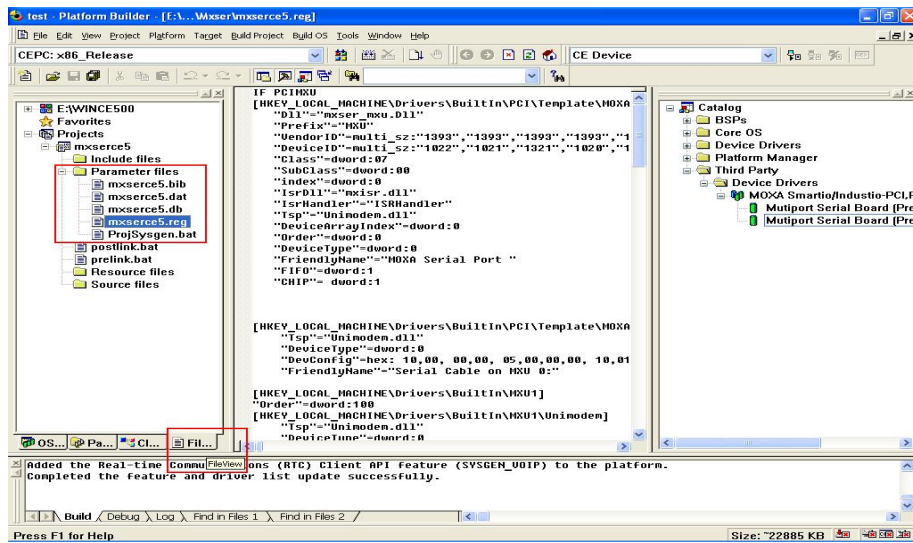 test - Platform Builder - [E:\...\Mxser\mxserce5.reg]
File Edit View Project Platform Target Build Project Build OS Tools Window Help
CEPC: x86_Release
CE Device
E:\WINCE500
Favorites
Projects
mxserce5
Include files
Parameter files
mxserce5.bib
mxserce5.dat
mxserce5.db
mxserce5.reg
ProjSysgen.bat
postlink.bat
prelink.bat
Resource files
Source files
OS...
Pa...
Cl...
Fil...
FileView
IF PCIMXU
[HKEY_LOCAL_MACHINE\Drivers\BuiltIn\PCI\Template\MOXA
"Dll"="mxser_mxu.Dll"
"Prefix"="MXU"
"VendorID"=multi_sz:"1393","1393","1393","1393","1
"DeviceID"=multi_sz:"1022","1021","1321","1020","1
"Class"=dword:07
"SubClass"=dword:00
"index"=dword:0
"IsrDll"="mxisr.dll"
"IsrHandler"="ISRHandler"
"Tsp"="Unimodem.dll"
"DeviceArrayIndex"=dword:0
"Order"=dword:0
"DeviceType"=dword:0
"FriendlyName"="MOXA Serial Port "
"FIFO"=dword:1
"CHIP"= dword:1
[HKEY_LOCAL_MACHINE\Drivers\BuiltIn\PCI\Template\MOXA
"Tsp"="Unimodem.dll"
"DeviceType"=dword:0
"DevConfig"=hex: 10,00, 00,00, 05,00,00,00, 10,01
"FriendlyName"="Serial Cable on MXU 0:"
[HKEY_LOCAL_MACHINE\Drivers\BuiltIn\MXU1]
"Order"=dword:100
[HKEY_LOCAL_MACHINE\Drivers\BuiltIn\MXU1\Unimodem]
"Tsp"="Unimodem.dll"
"DeviceType"=dword:0
Catalog
BSPs
Core OS
Device Drivers
Platform Manager
Third Party
Device Drivers
MOXA Smartio/Industio-PCI,F
Mutiport Serial Board (Pre
Mutiport Serial Board (Pre
Added the Real-time Commu ons (RTC) Client API feature (SYSGEN_VOIP) to the platform.
Completed the feature and driver list update successfully.
Build Debug Log Find in Files 1 Find in Files 2
Press F1 for Help
Size: ~22885 KB